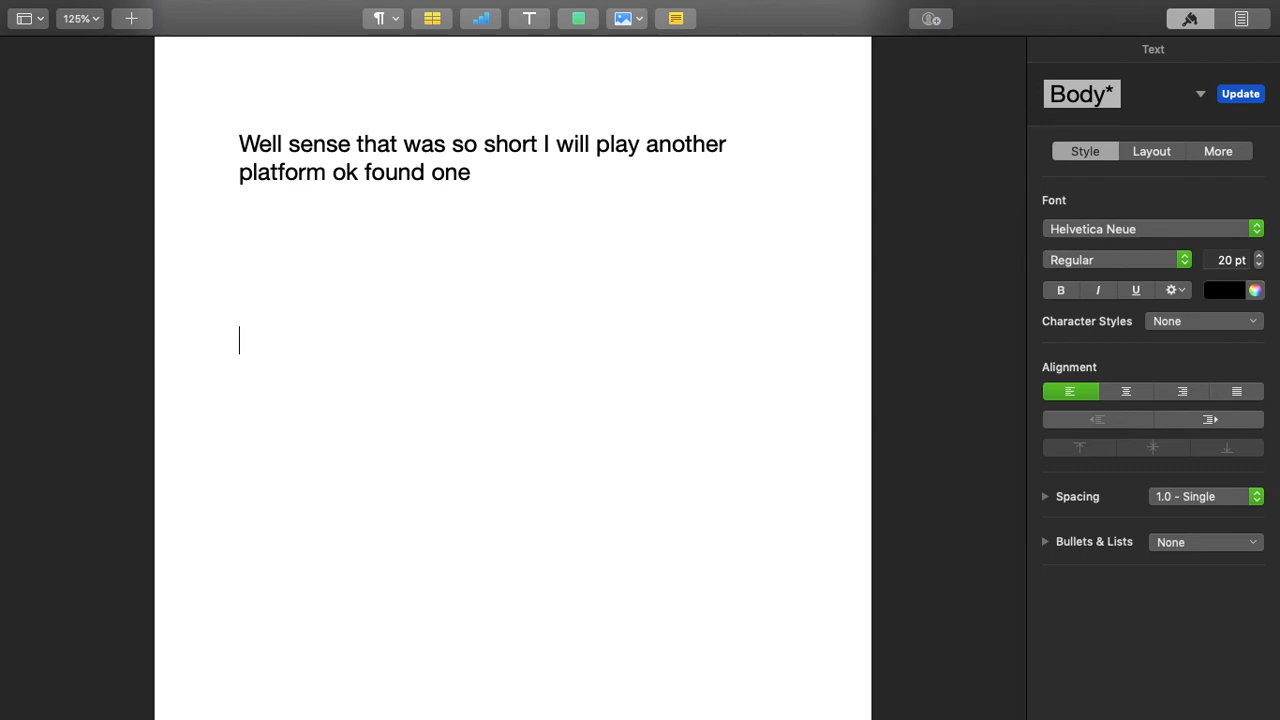 125%
Text
Body*
Update
Well sense that was so short I will play another
platform ok found one
Style Layout More
Font
Helvetica Neue
Regular 20 pt
B I U
Character Styles None
Alignment
Spacing 1.0 - Single
Bullets & Lists None